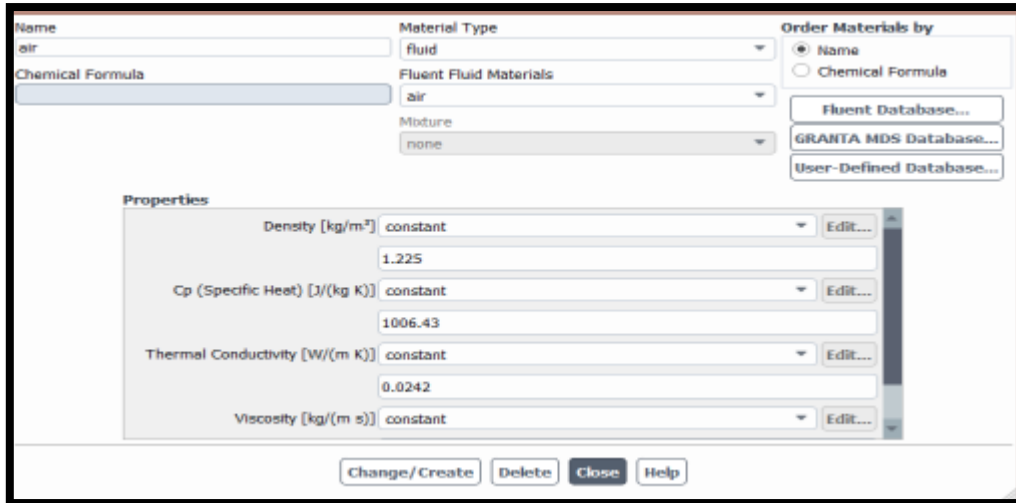 Name
air
Chemical Formula
Material Type
fluid
Fluent Fluid Materials
air
Mixture
none
Order Materials by
Name
Chemical Formula
Fluent Database...
GRANTA MDS Database...
User-Defined Database...
Properties
Density [kg/m³] constant Edit...
1.225
Cp (Specific Heat) [J/(kg K)] constant Edit...
1006.43
Thermal Conductivity [W/(m K)] constant Edit...
0.0242
Viscosity [kg/(m s)] constant Edit...
Change/Create Delete Close Help